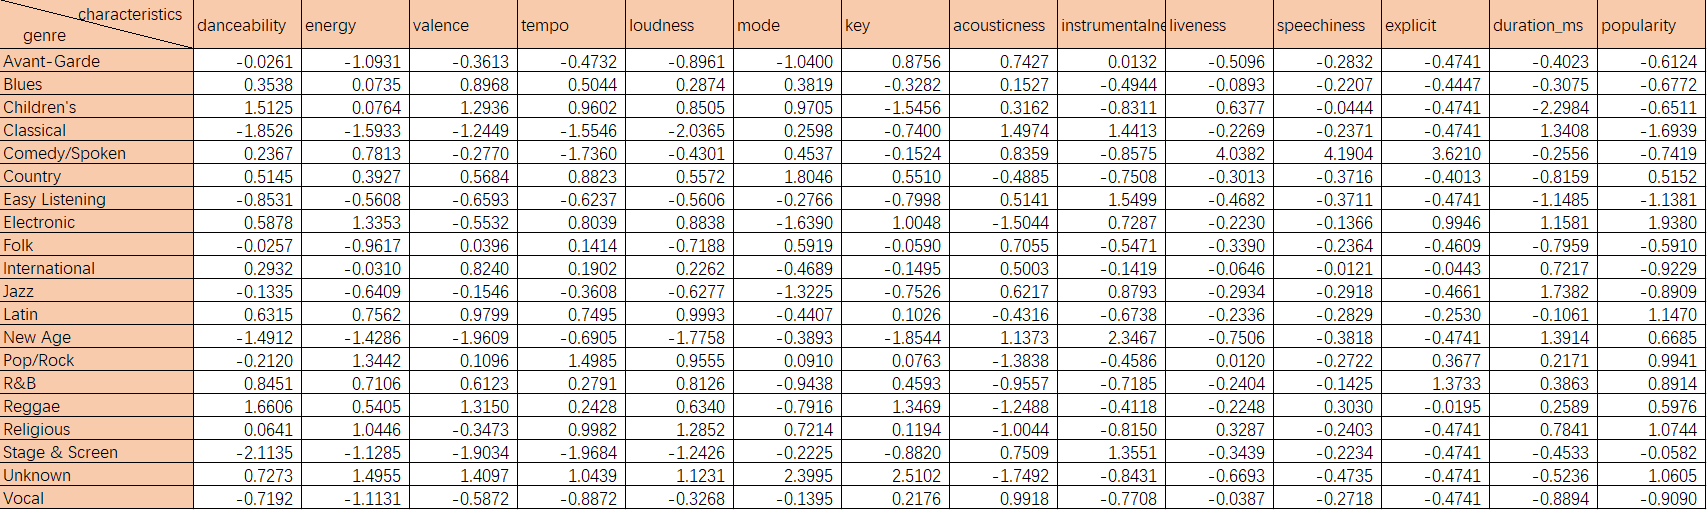 characteristics
genre danceability energy valence tempo loudness mode key acousticness instrumentalne liveness speechiness explicit duration_ms popularity
Avant-Garde -0.0261 -1.0931 -0.3613 -0.4732 -0.8961 -1.0400 0.8756 0.7427 0.0132 -0.5096 -0.2832 -0.4741 -0.4023 -0.6124
Blues 0.3538 0.0735 0.8968 0.5044 0.2874 0.3819 -0.3282 0.1527 -0.4944 -0.0893 -0.2207 -0.4447 -0.3075 -0.6772
Children's 1.5125 0.0764 1.2936 0.9602 0.8505 0.9705 -1.5456 0.3162 -0.8311 0.6377 -0.0444 -0.4741 -2.2984 -0.6511
Classical -1.8526 -1.5933 -1.2449 -1.5546 -2.0365 0.2598 -0.7400 1.4974 1.4413 -0.2269 -0.2371 -0.4741 1.3408 -1.6939
Comedy/Spoken 0.2367 0.7813 -0.2770 -1.7360 -0.4301 0.4537 -0.1524 0.8359 -0.8575 4.0382 4.1904 3.6210 -0.2556 -0.7419
Country 0.5145 0.3927 0.5684 0.8823 0.5572 1.8046 0.5510 -0.4885 -0.7508 -0.3013 -0.3716 -0.4013 -0.8159 0.5152
Easy Listening -0.8531 -0.5608 -0.6593 -0.6237 -0.5606 -0.2766 -0.7998 0.5141 1.5499 -0.4682 -0.3711 -0.4741 -1.1485 -1.1381
Electronic 0.5878 1.3353 -0.5532 0.8039 0.8838 -1.6390 1.0048 -1.5044 0.7287 -0.2230 -0.1366 0.9946 1.1581 1.9380
Folk -0.0257 -0.9617 0.0396 0.1414 -0.7188 0.5919 -0.0590 0.7055 -0.5471 -0.3390 -0.2364 -0.4609 -0.7959 -0.5910
International 0.2932 -0.0310 0.8240 0.1902 0.2262 -0.4689 -0.1495 0.5003 -0.1419 -0.0646 -0.0121 -0.0443 0.7217 -0.9229
Jazz -0.1335 -0.6409 -0.1546 -0.3608 -0.6277 -1.3225 -0.7526 0.6217 0.8793 -0.2934 -0.2918 -0.4661 1.7382 -0.8909
Latin 0.6315 0.7562 0.9799 0.7495 0.9993 -0.4407 0.1026 -0.4316 -0.6738 -0.2336 -0.2829 -0.2530 -0.1061 1.1470
New Age -1.4912 -1.4286 -1.9609 -0.6905 -1.7758 -0.3893 -1.8544 1.1373 2.3467 -0.7506 -0.3818 -0.4741 1.3914 0.6685
Pop/Rock -0.2120 1.3442 0.1096 1.4985 0.9555 0.0910 0.0763 -1.3838 -0.4586 0.0120 -0.2722 0.3677 0.2171 0.9941
R&B 0.8451 0.7106 0.6123 0.2791 0.8126 -0.9438 0.4593 -0.9557 -0.7185 -0.2404 -0.1425 1.3733 0.3863 0.8914
Reggae 1.6606 0.5405 1.3150 0.2428 0.6340 -0.7916 1.3469 -1.2488 -0.4118 -0.2248 0.3030 -0.0195 0.2589 0.5976
Religious 0.0641 1.0446 -0.3473 0.9982 1.2852 0.7214 0.1194 -1.0044 -0.8150 0.3287 -0.2403 -0.4741 0.7841 1.0744
Stage & Screen -2.1135 -1.1285 -1.9034 -1.9684 -1.2426 -0.2225 -0.8820 0.7509 1.3551 -0.3439 -0.2234 -0.4741 -0.4533 -0.0582
Unknown 0.7273 1.4955 1.4097 1.0439 1.1231 2.3995 2.5102 -1.7492 -0.8431 -0.6693 -0.4735 -0.4741 -0.5236 1.0605
Vocal -0.7192 -1.1131 -0.5872 -0.8872 -0.3268 -0.1395 0.2176 0.9918 -0.7708 -0.0387 -0.2718 -0.4741 -0.8894 -0.9090